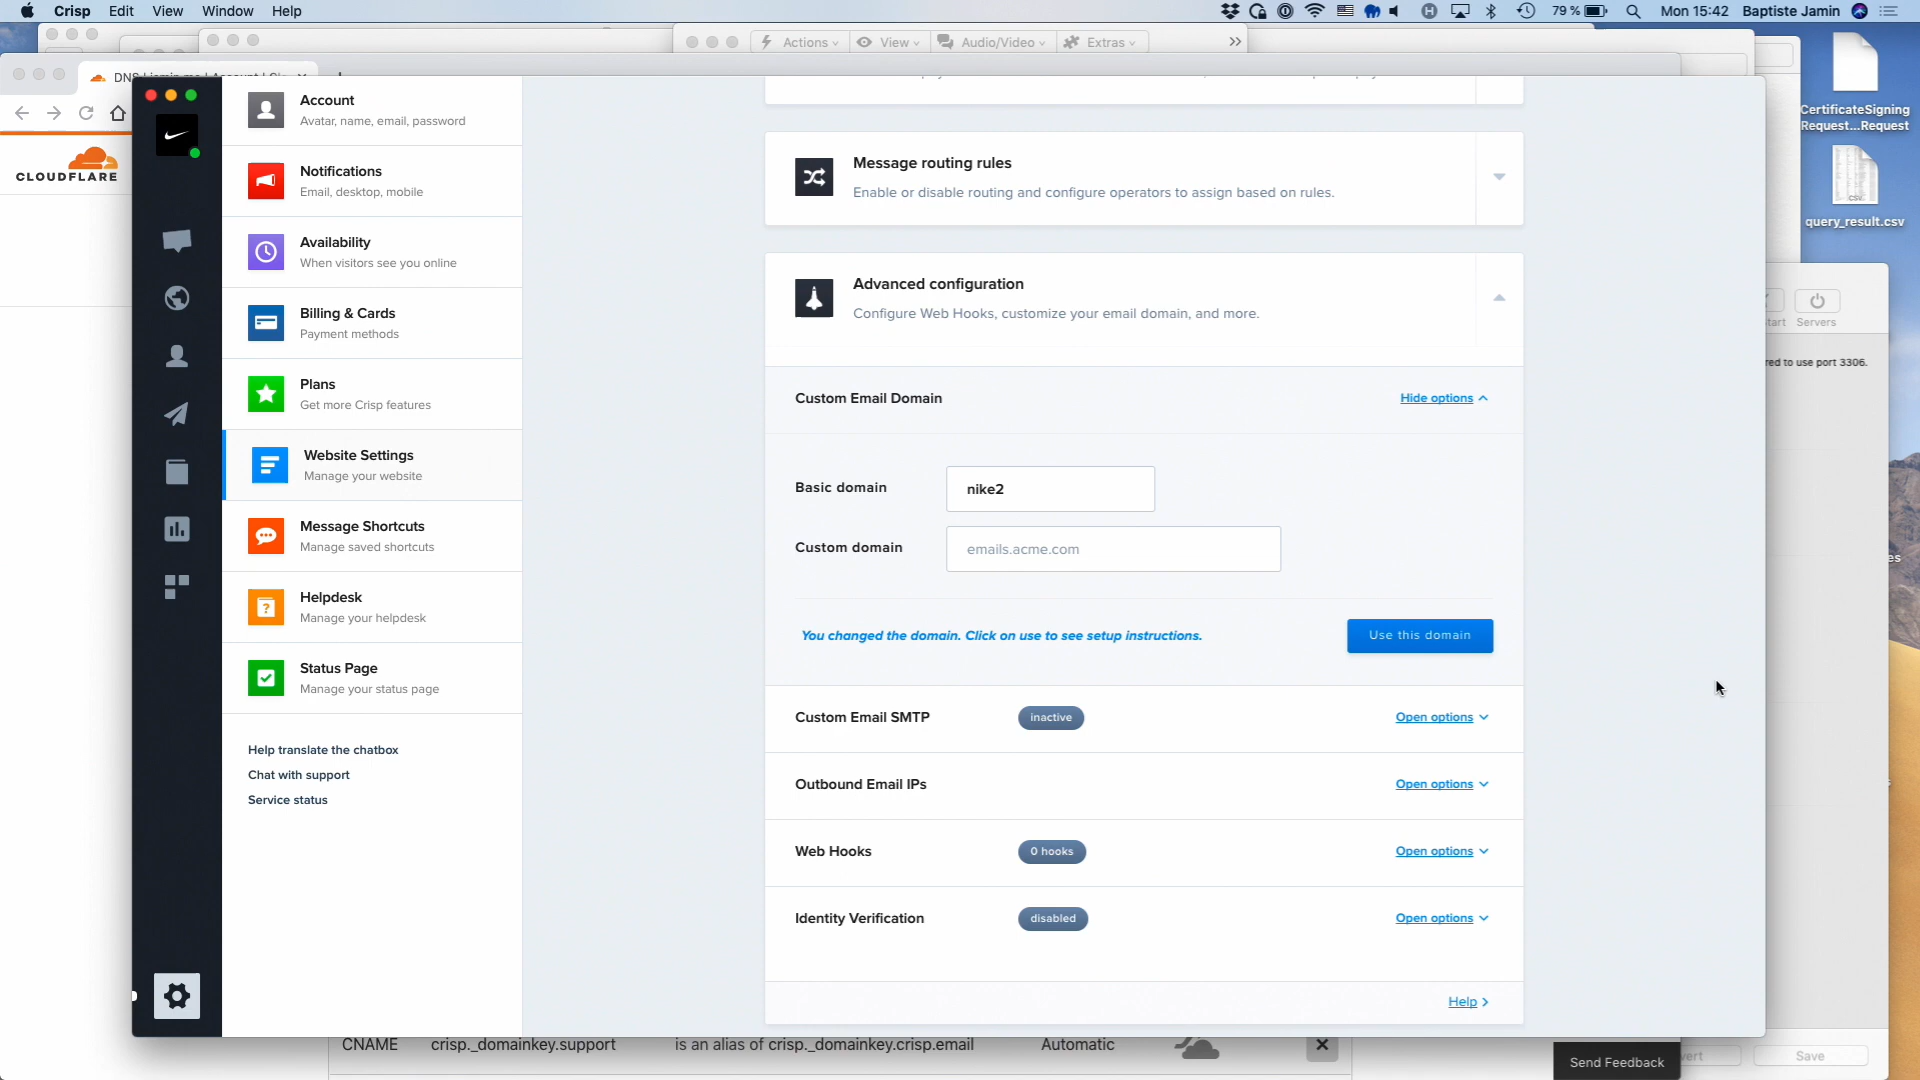 Crisp Edit View Window Help
79 % Mon 15:42 Baptiste Jamin
Actions View Audio/Video Extras
CertificateSigning
Request...Request
CSV
query_result.csv
CLOUDFLARE
Account
Avatar, name, email, password
Notifications
Email, desktop, mobile
Availability
When visitors see you online
Billing & Cards
Payment methods
Plans
Get more Crisp features
Website Settings
Manage your website
Message Shortcuts
Manage saved shortcuts
Helpdesk
Manage your helpdesk
Status Page
Manage your status page
Help translate the chatbox
Chat with support
Service status
Message routing rules
Enable or disable routing and configure operators to assign based on rules.
Advanced configuration
Configure Web Hooks, customize your email domain, and more.
Custom Email Domain Hide options
Basic domain nike2
Custom domain emails.acme.com
You changed the domain. Click on use to see setup instructions. Use this domain
Custom Email SMTP inactive Open options
Outbound Email IPs Open options
Web Hooks 0 hooks Open options
Identity Verification disabled Open options
Help
Servers
to use port 3306.
CNAME crisp._domainkey.support is an alias of crisp._domainkey.crisp.email Automatic
Send Feedback
Save